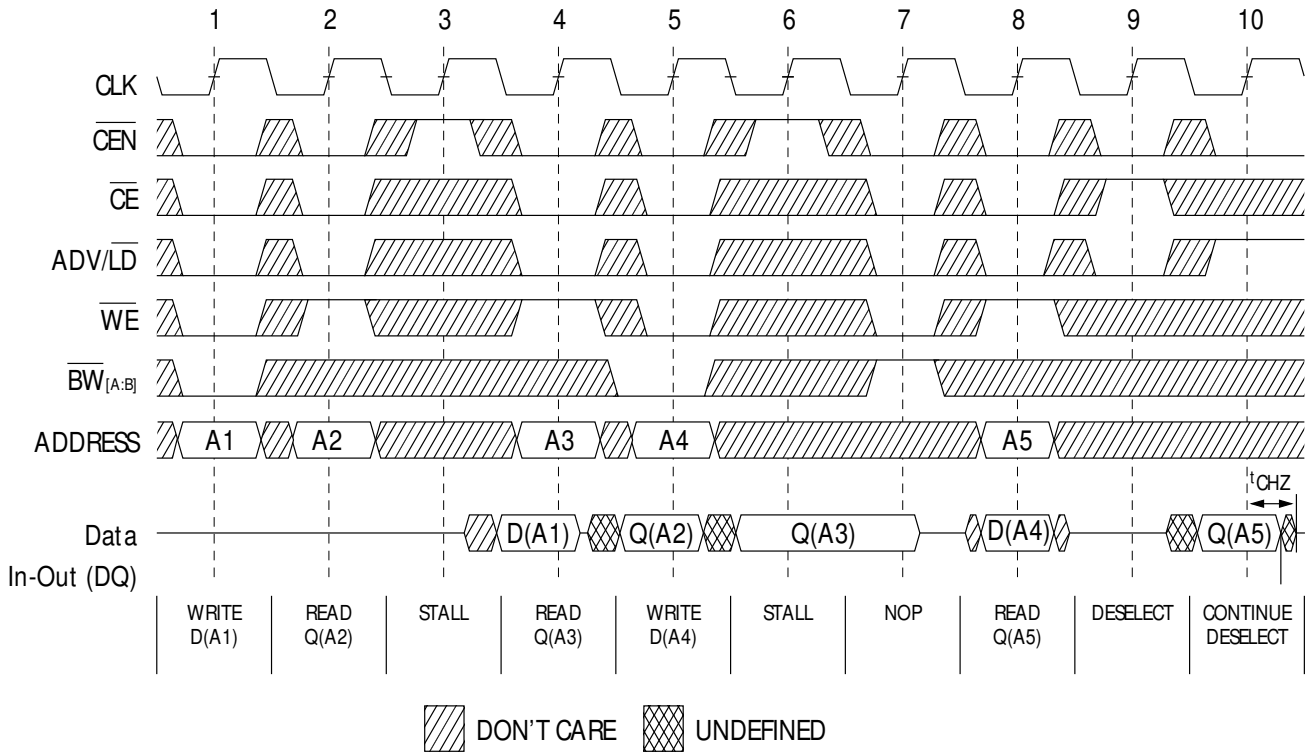 1 2 3 4 5 6 7 8 9 10
CLK
CEN
CE
ADV/LD
WE
BW[A:B]
ADDRESS A1 A2 A3 A4 A5
tCHZ
Data D(A1) Q(A2) Q(A3) D(A4) Q(A5)
In-Out (DQ)
WRITE READ STALL READ WRITE STALL NOP READ DESELECT CONTINUE
D(A1) Q(A2) Q(A3) D(A4) Q(A5) DESELECT
DON'T CARE UNDEFINED